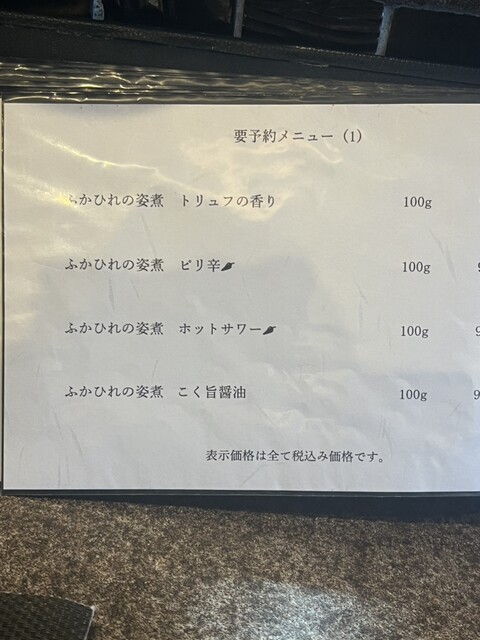 要予約メニュー（1）
ふかひれの姿煮　トリュフの香り　100g
ふかひれの姿煮　ピリ辛🌶　100g
ふかひれの姿煮　ホットサワー🌶　100g
ふかひれの姿煮　こく旨醤油　100g
表示価格は全て税込み価格です。